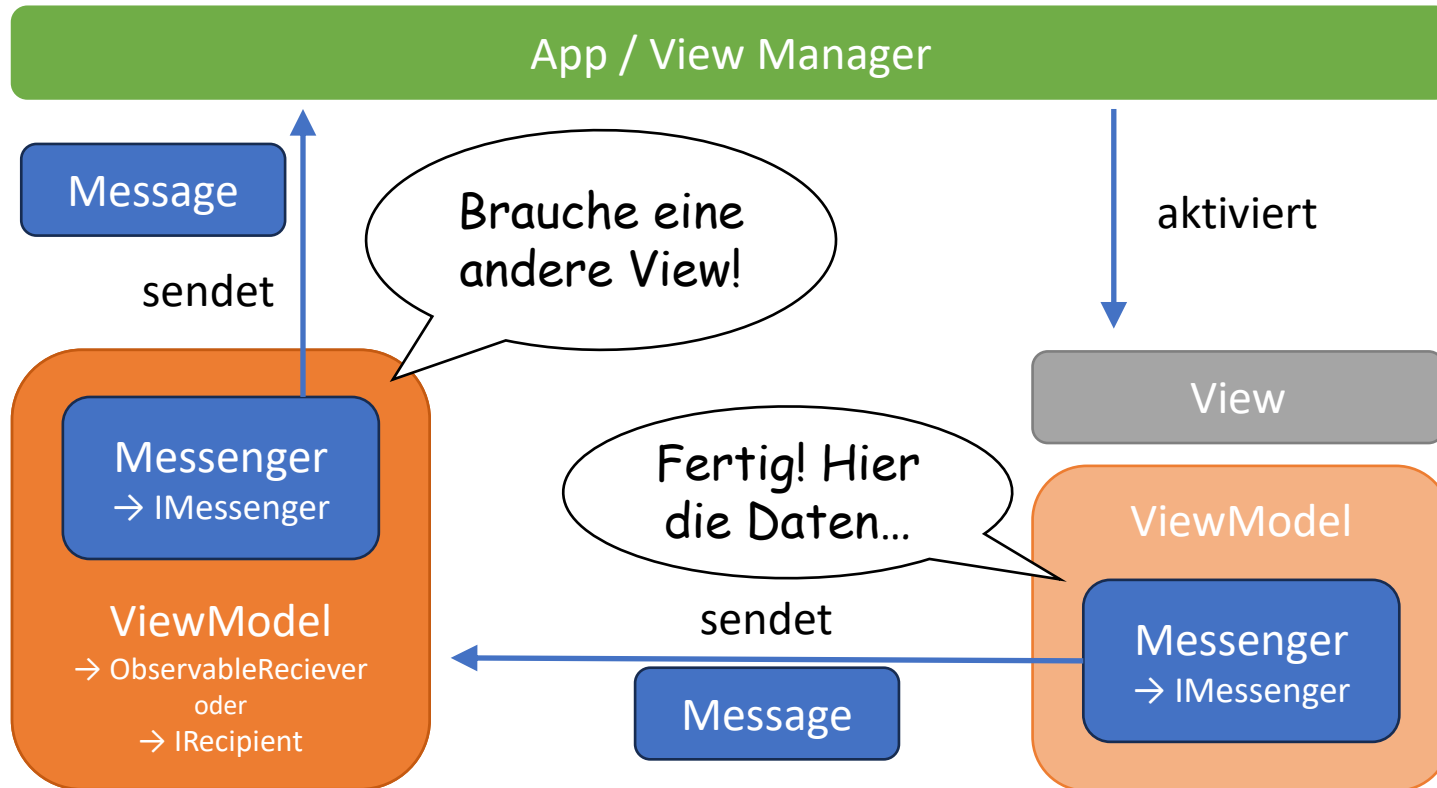 App / View Manager
Message
sendet
Brauche eine
andere View!
aktiviert
Messenger
→ IMessenger
ViewModel
→ ObservableReciever
oder
→ IRecipient
Fertig! Hier
die Daten…
sendet
Message
View
ViewModel
Messenger
→ IMessenger